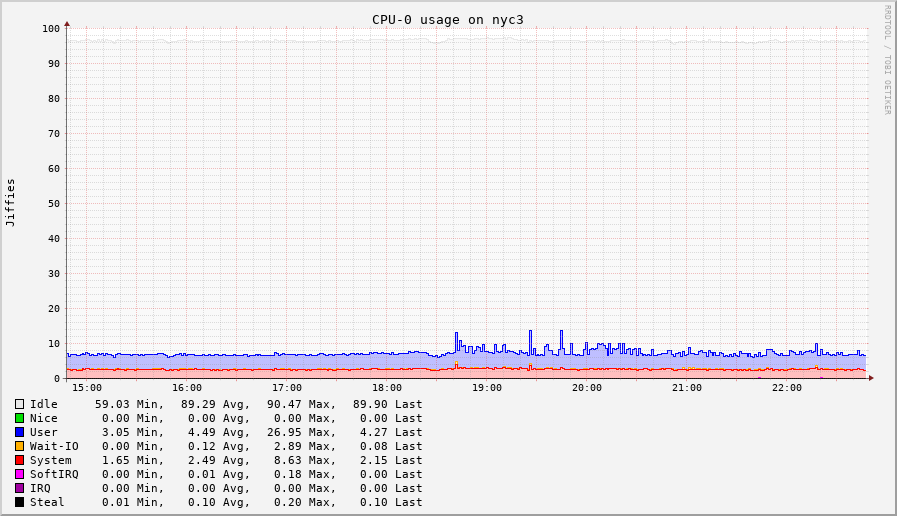 CPU-0 usage on nyc3
RRDTOOL / TOBI OETIKER
Jiffies
100
90
80
70
60
50
40
30
20
10
0
15:00 16:00 17:00 18:00 19:00 20:00 21:00 22:00
Idle 59.03 Min, 89.29 Avg, 90.47 Max, 89.90 Last
Nice 0.00 Min, 0.00 Avg, 0.00 Max, 0.00 Last
User 3.05 Min, 4.49 Avg, 26.95 Max, 4.27 Last
Wait-IO 0.00 Min, 0.12 Avg, 2.89 Max, 0.08 Last
System 1.65 Min, 2.49 Avg, 8.63 Max, 2.15 Last
SoftIRQ 0.00 Min, 0.01 Avg, 0.18 Max, 0.00 Last
IRQ 0.00 Min, 0.00 Avg, 0.00 Max, 0.00 Last
Steal 0.01 Min, 0.10 Avg, 0.20 Max, 0.10 Last